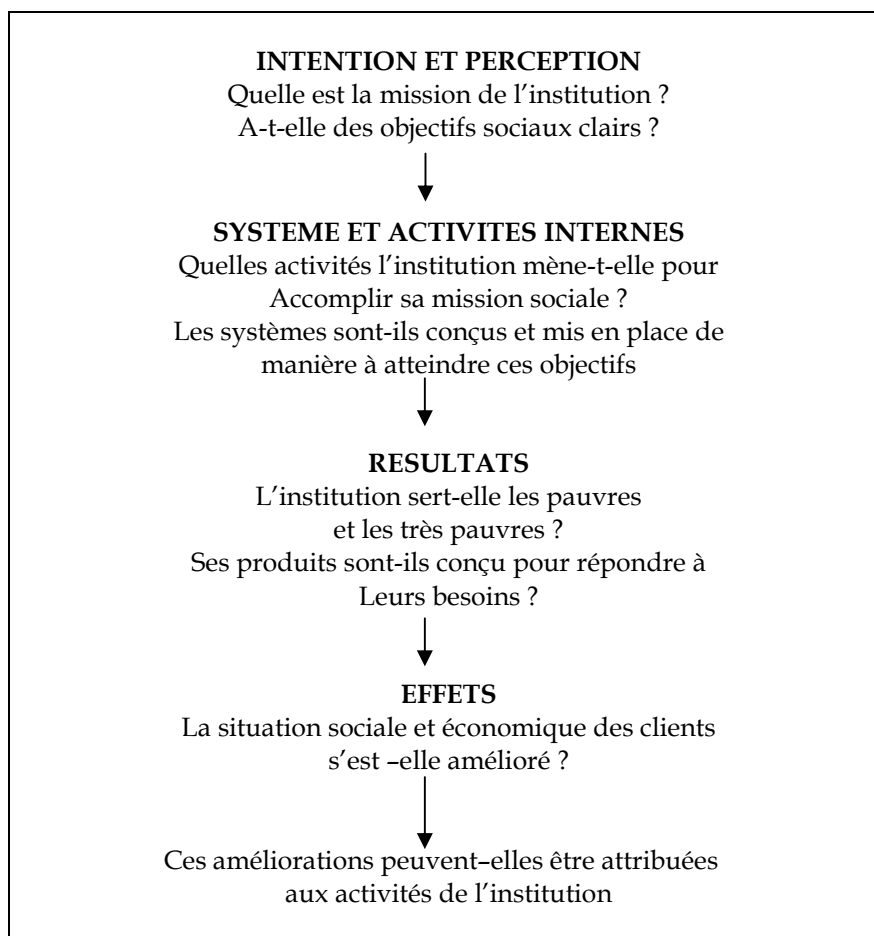 INTENTION ET PERCEPTION
Quelle est la mission de l’institution ?
A-t-elle des objectifs sociaux clairs ?
SYSTEME ET ACTIVITES INTERNES
Quelles activités l’institution mène-t-elle pour
Accomplir sa mission sociale ?
Les systèmes sont-ils conçus et mis en place de
manière à atteindre ces objectifs
RESULTATS
L’institution sert-elle les pauvres
et les très pauvres ?
Ses produits sont-ils conçu pour répondre à
Leurs besoins ?
EFFETS
La situation sociale et économique des clients
s’est –elle amélioré ?
Ces améliorations peuvent–elles être attribuées
aux activités de l’institution